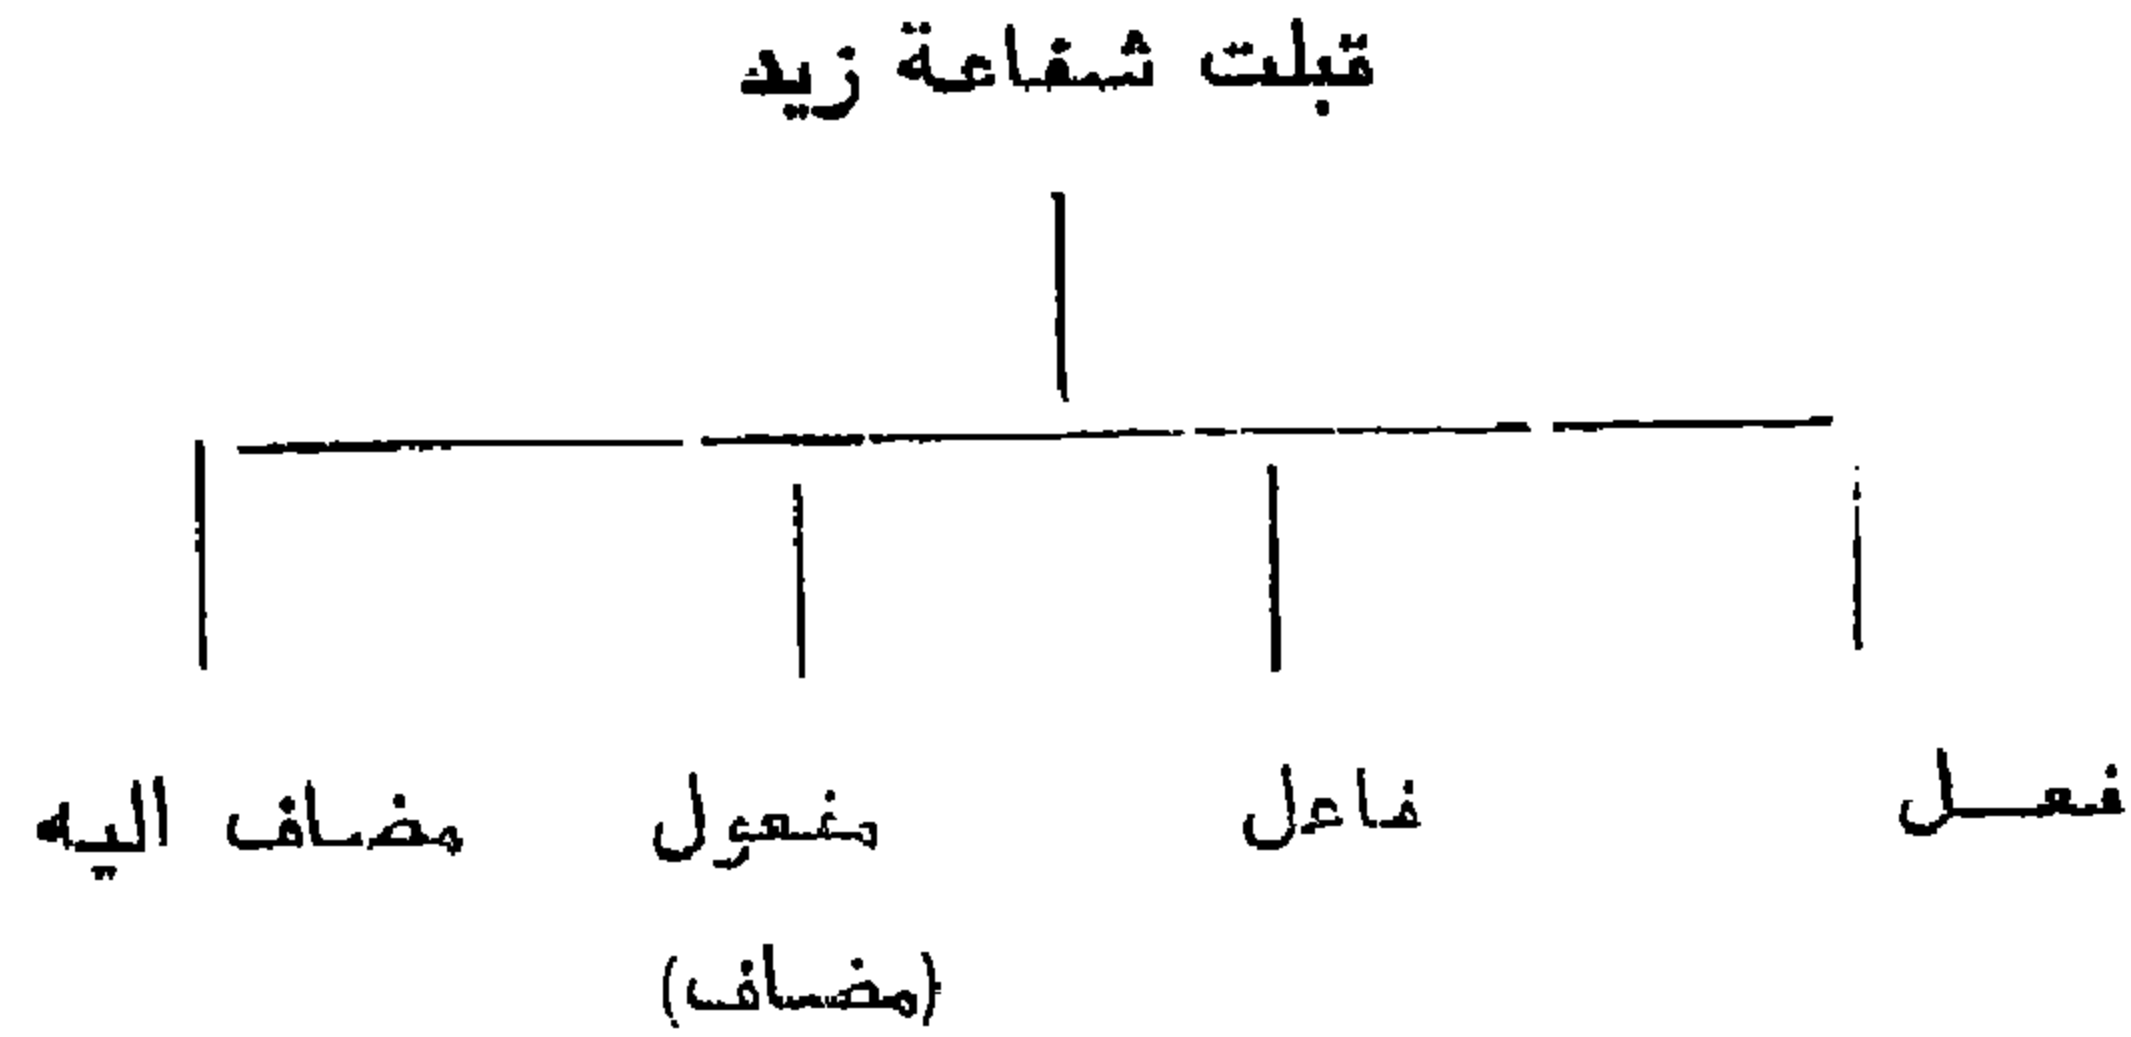 قبلت شفاعة زيد
فعل
فاعل
مفعول
(مضاف)
مضاف اليه